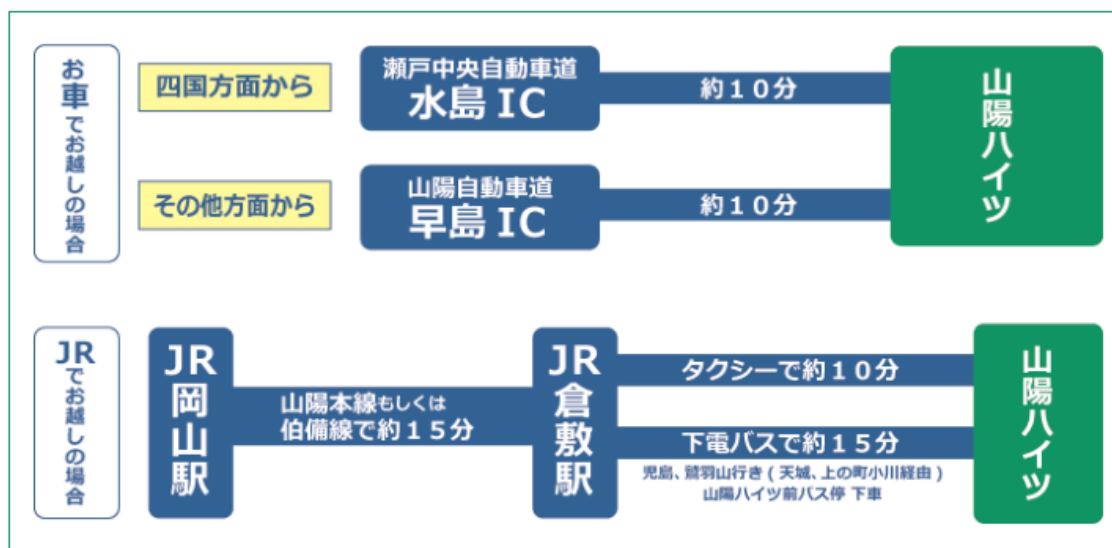 お車でお越しの場合
四国方面から
瀬戸中央自動車道
水島 IC
約１０分
山陽ハイツ
その他方面から
山陽自動車道
早島 IC
約１０分
JRでお越しの場合
JR岡山駅
山陽本線もしくは
伯備線で約１５分
JR倉敷駅
タクシーで約１０分
下電バスで約１５分
児島、鷲羽山行き ( 天城、上の町小川経由 )
山陽ハイツ前バス停 下車
山陽ハイツ